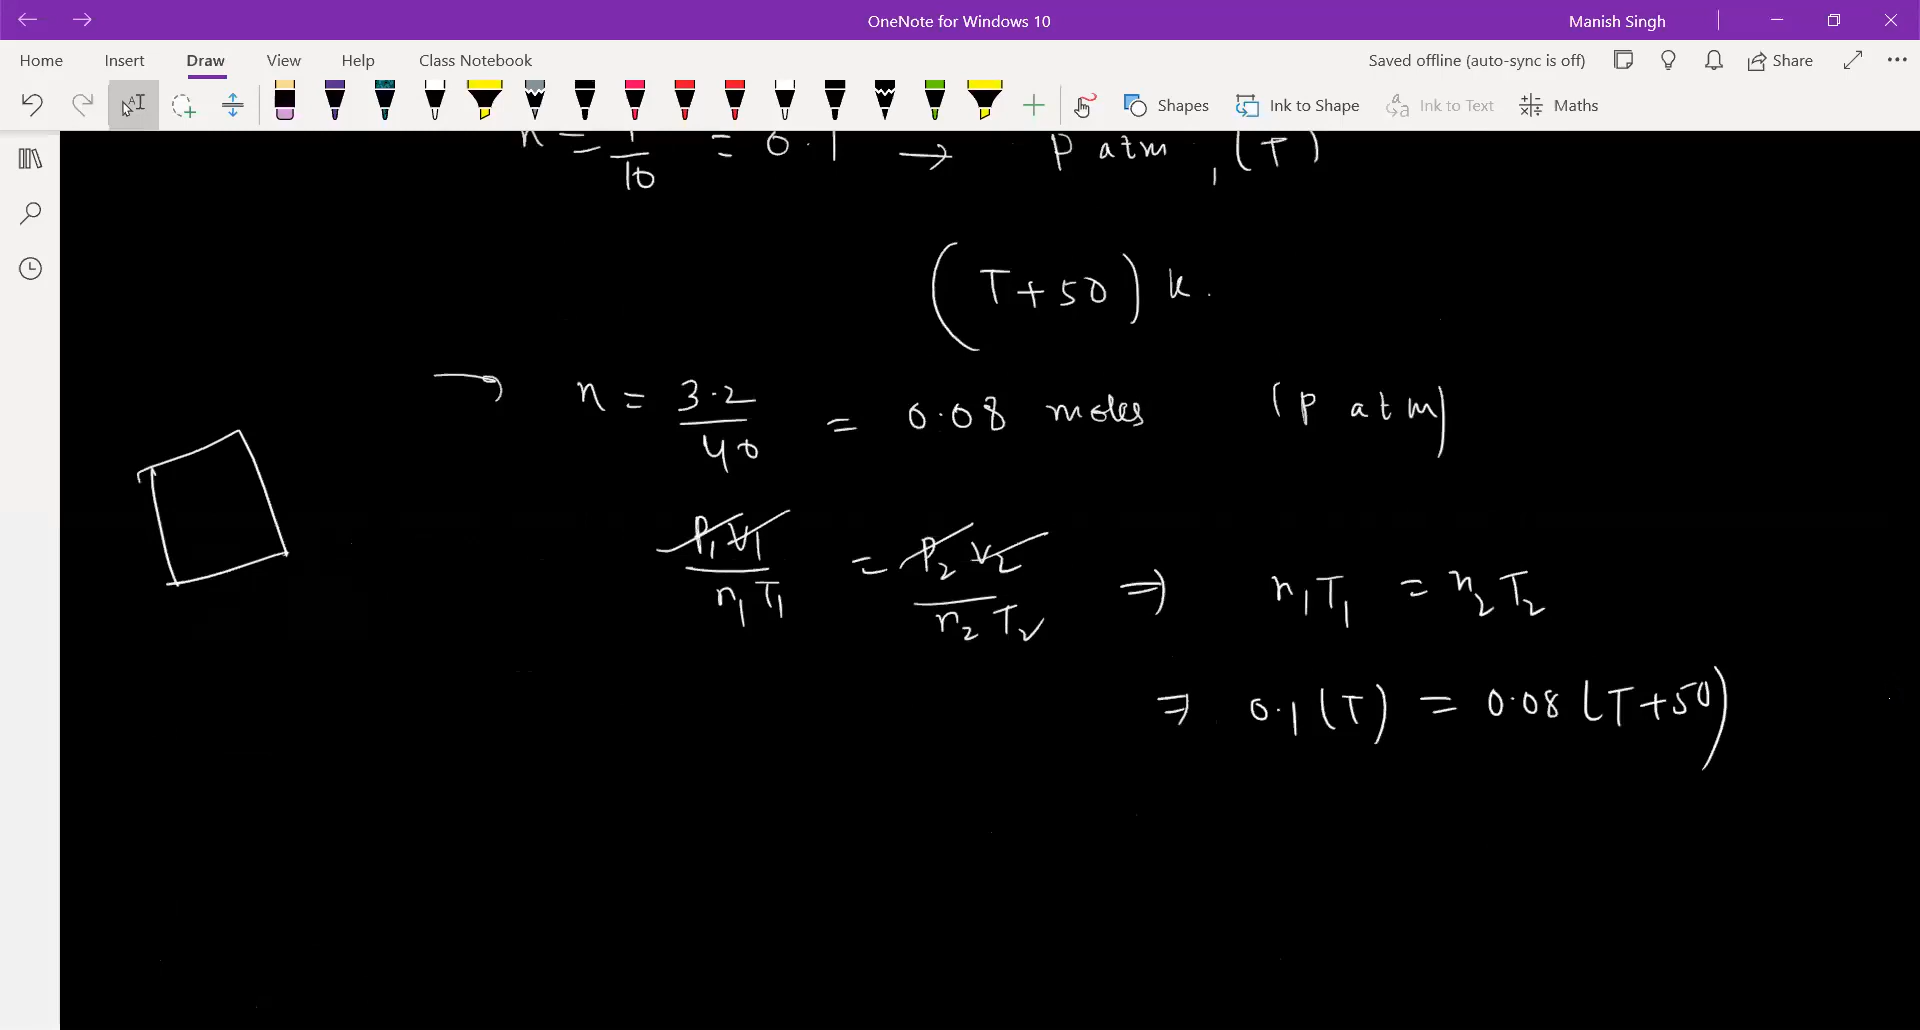 OneNote for Windows 10
Manish Singh
Home Insert Draw View Help Class Notebook
Saved offline (auto-sync is off) Share
Shapes Ink to Shape Ink to Text Maths
n = 1/10 = 0.1 → P atm, (T)
(T+50) K.
→ n = 3.2/40 = 0.08 moles (P atm)
P₁V₁/n₁T₁ = P₂V₂/n₂T₂ ⇒ n₁T₁ = n₂T₂
⇒ 0.1(T) = 0.08(T+50)